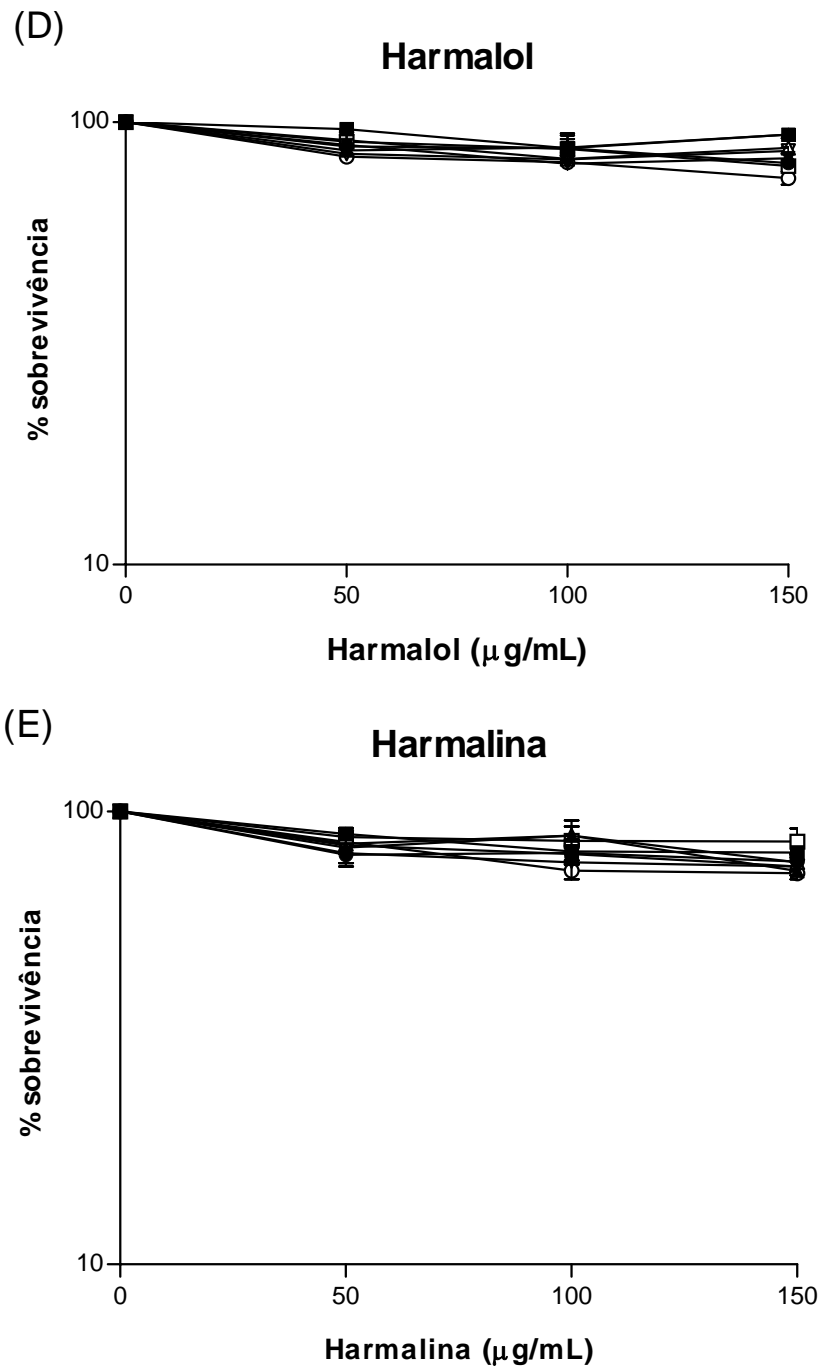 (D)
Harmalol
100
10
% sobrevivência
0 50 100 150
Harmalol (μg/mL)
(E)
Harmalina
100
10
% sobrevivência
0 50 100 150
Harmalina (μg/mL)